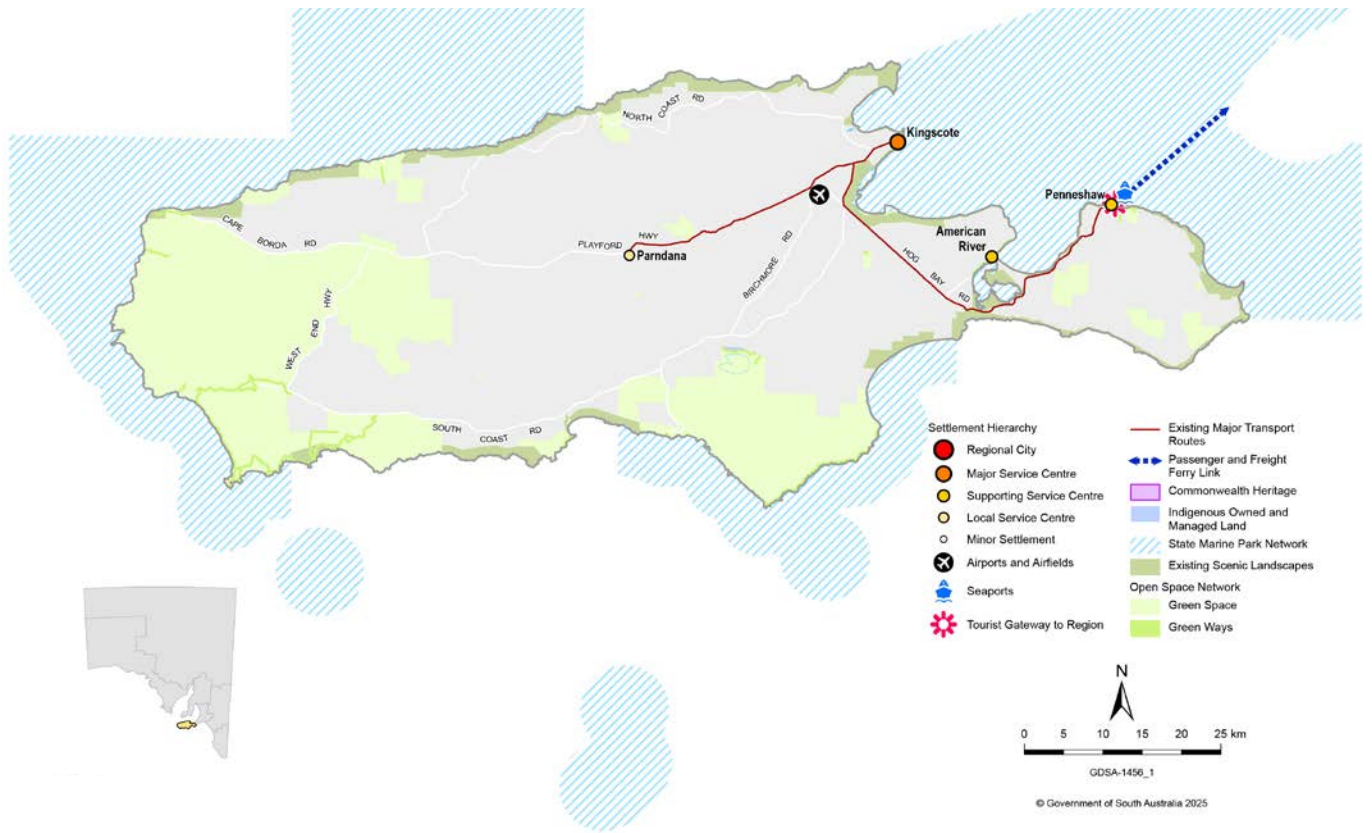 NORTH COAST RD
Kingscote
Penneshaw
CAPE BORDA RD
PLAYFORD HWY
Parndana
BIRCHMORE RD
American
River
HOG BAY RD
WEST END HWY
SOUTH COAST RD
Settlement Hierarchy
Regional City
Major Service Centre
Supporting Service Centre
Local Service Centre
Minor Settlement
Airports and Airfields
Seaports
Tourist Gateway to Region
Existing Major Transport
Routes
Passenger and Freight
Ferry Link
Commonwealth Heritage
Indigenous Owned and
Managed Land
State Marine Park Network
Existing Scenic Landscapes
Open Space Network
Green Space
Green Ways
N
0 5 10 15 20 25 km
GDSA-1456_1
© Government of South Australia 2025